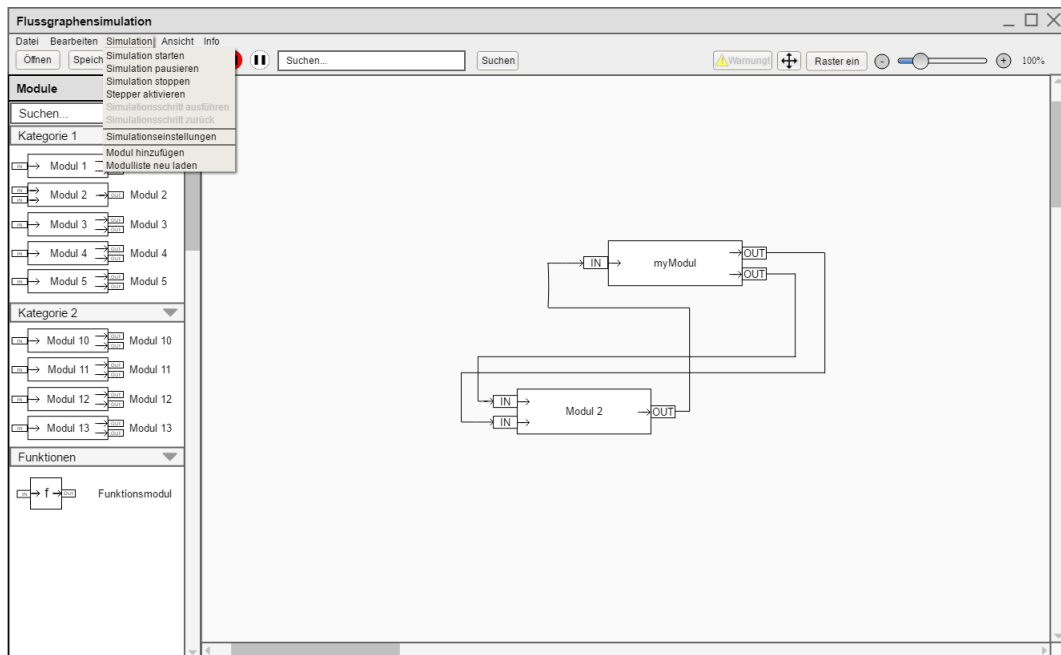 Flussgraphensimulation
Datei Bearbeiten Simulation Ansicht Info
Öffnen Speich Suchen... Suchen Warnung! Raster ein - + 100%
Simulation starten
Simulation pausieren
Simulation stoppen
Stepper aktivieren
Simulationsschritt ausführen
Simulationsschritt zurück
Simulationseinstellungen
Modul hinzufügen
Modulliste neu laden
Module
Suchen...
Kategorie 1
IN Modul 1
IN IN Modul 2 OUT Modul 2
IN Modul 3 OUT OUT Modul 3
IN Modul 4 OUT OUT Modul 4
IN Modul 5 OUT OUT Modul 5
Kategorie 2
IN Modul 10 OUT OUT Modul 10
IN Modul 11 OUT OUT Modul 11
IN Modul 12 OUT OUT Modul 12
IN Modul 13 OUT OUT Modul 13
Funktionen
IN f OUT Funktionsmodul
OUT
IN myModul
OUT
IN
Modul 2 OUT
IN